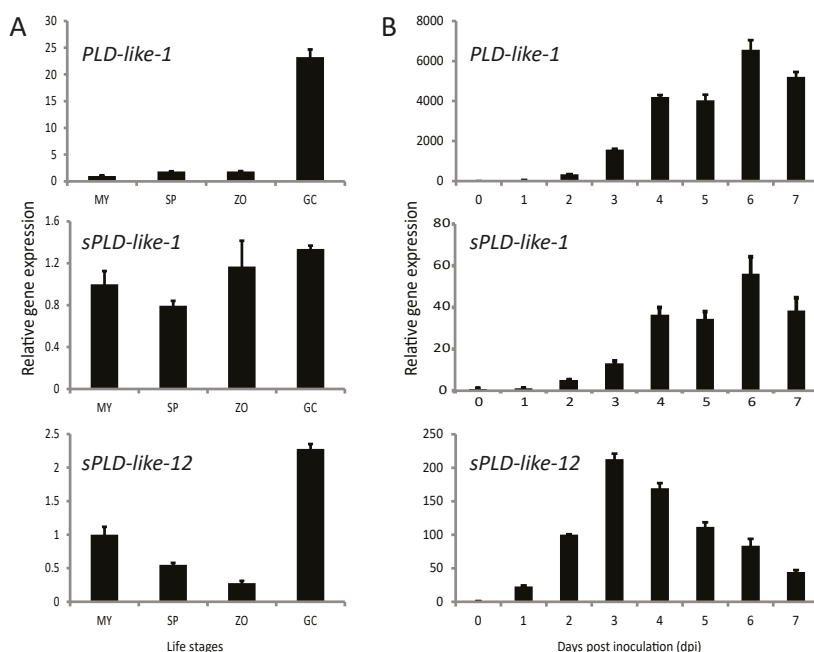 A
PLD-like-1
30
25
20
15
10
5
0
MY SP ZO GC
Relative gene expression
sPLD-like-1
1.6
1.2
0.8
0.4
0
MY SP ZO GC
sPLD-like-12
2.5
2
1.5
1
0.5
0
MY SP ZO GC
Life stages
B
PLD-like-1
8000
6000
4000
2000
0
0 1 2 3 4 5 6 7
Relative gene expression
sPLD-like-1
80
60
40
20
0
0 1 2 3 4 5 6 7
sPLD-like-12
250
200
150
100
50
0
0 1 2 3 4 5 6 7
Days post inoculation (dpi)